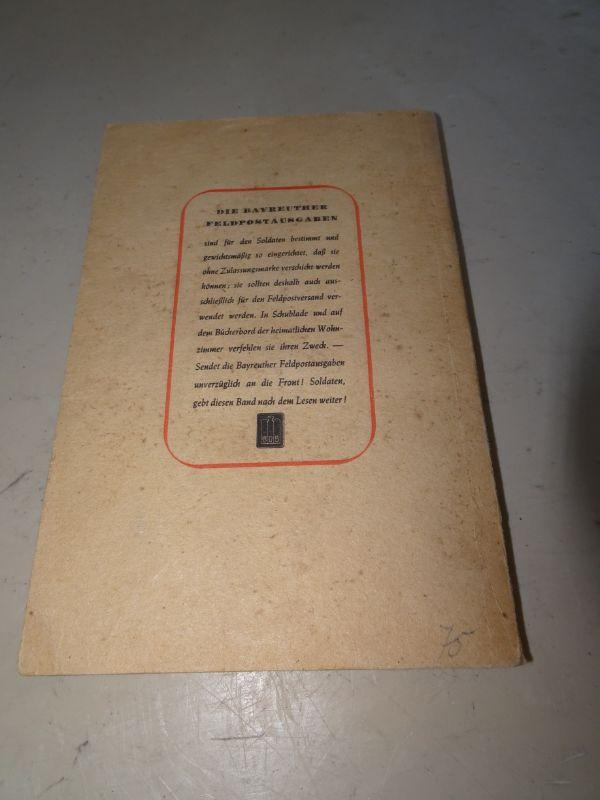 DIE BAYREUTHER
FELDPOSTAUSGABEN
sind für den Soldaten bestimmt und
gewichtsmäßig so eingerichtet, daß sie
ohne Zulassungsmarke verschickt werden
können; sie sollten deshalb auch aus-
schließlich für den Feldpostversand ver-
wendet werden. In Schublade und auf
dem Bücherbord der heimatlichen Wohn-
zimmer verfehlen sie ihren Zweck. —
Sendet die Bayreuther Feldpostausgaben
unverzüglich an die Front! Soldaten,
gebt diesen Band nach dem Lesen weiter!